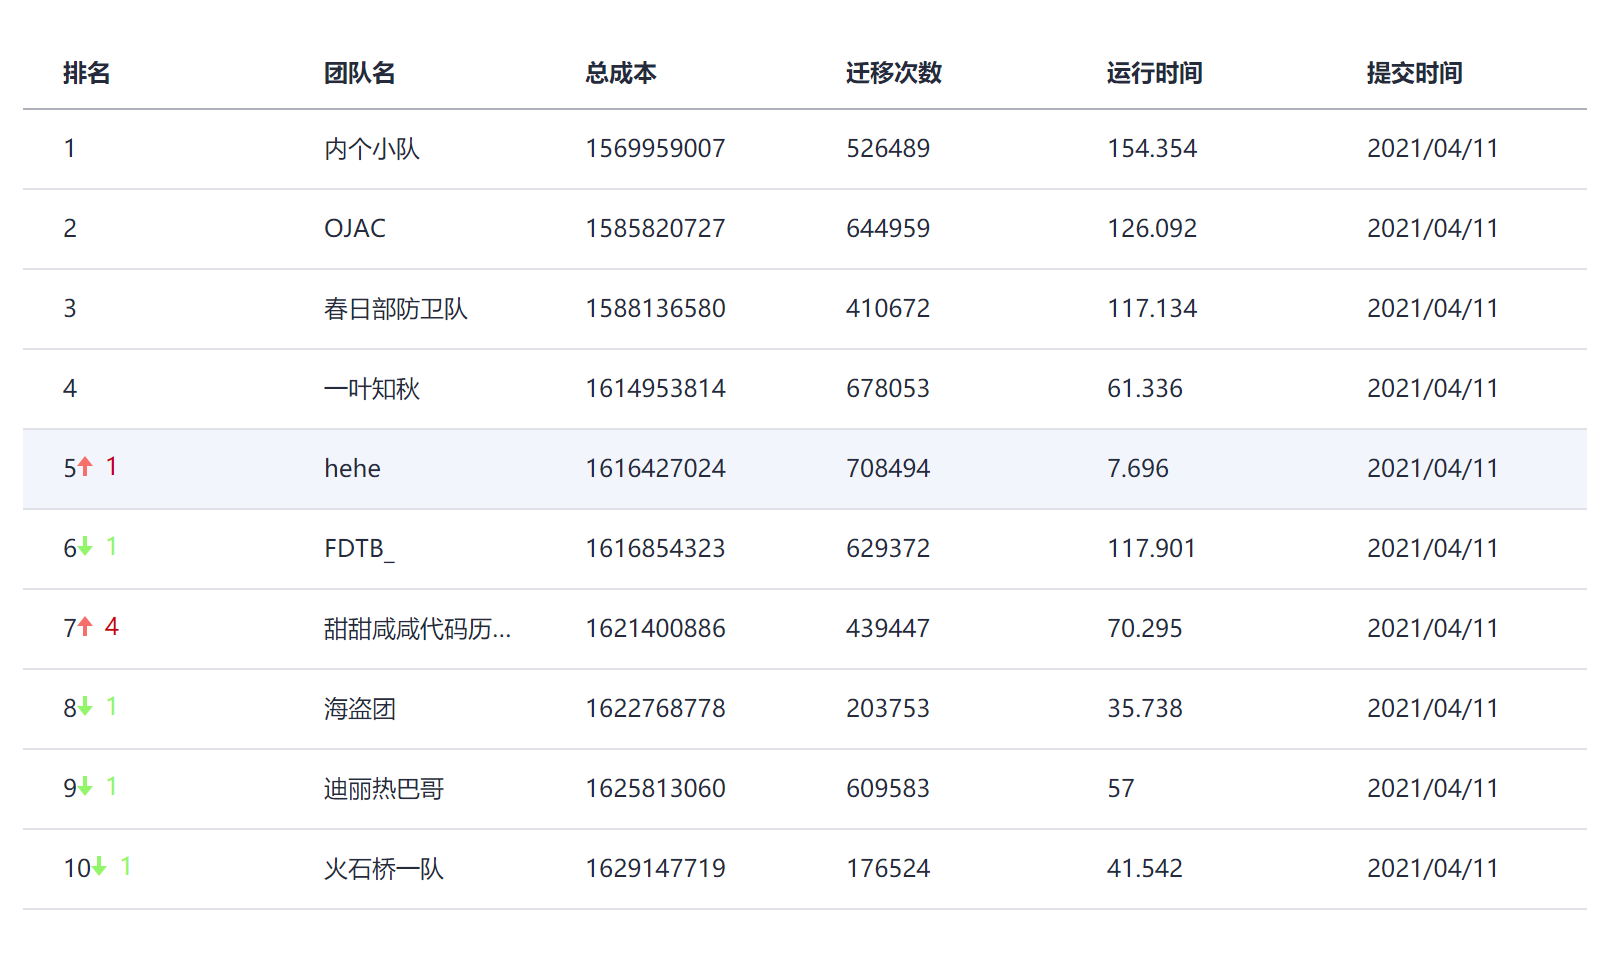 排名 团队名 总成本 迁移次数 运行时间 提交时间
1 内个小队 1569959007 526489 154.354 2021/04/11
2 OJAC 1585820727 644959 126.092 2021/04/11
3 春日部防卫队 1588136580 410672 117.134 2021/04/11
4 一叶知秋 1614953814 678053 61.336 2021/04/11
5 1 hehe 1616427024 708494 7.696 2021/04/11
6 1 FDTB_ 1616854323 629372 117.901 2021/04/11
7 4 甜甜咸咸代码历... 1621400886 439447 70.295 2021/04/11
8 1 海盗团 1622768778 203753 35.738 2021/04/11
9 1 迪丽热巴哥 1625813060 609583 57 2021/04/11
10 1 火石桥一队 1629147719 176524 41.542 2021/04/11